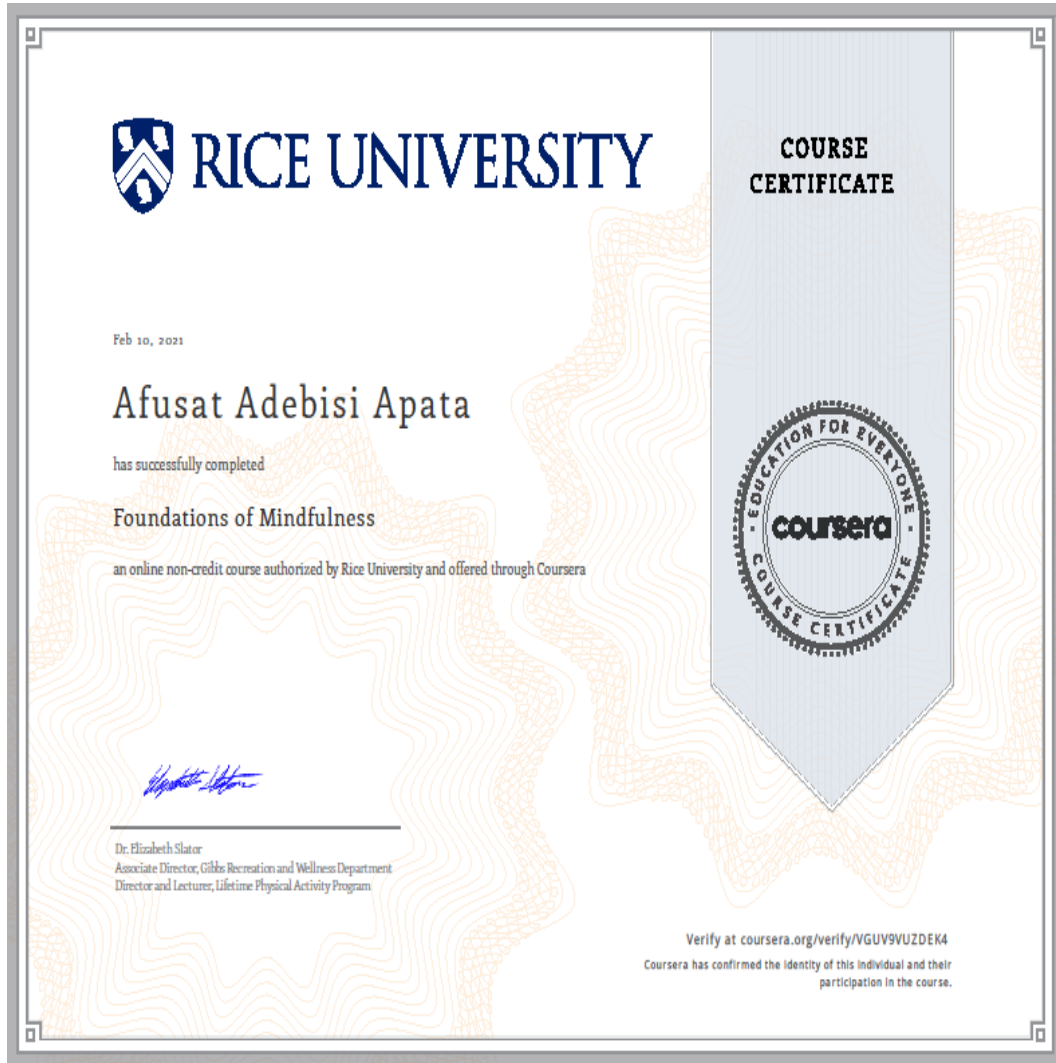 RICE UNIVERSITY
COURSE
CERTIFICATE
Feb 10, 2021
Afusat Adebisi Apata
has successfully completed
Foundations of Mindfulness
an online non-credit course authorized by Rice University and offered through Coursera
EDUCATION FOR EVERYONE
coursera
COURSE CERTIFICATE
Elizabeth Slator
Dr. Elizabeth Slator
Associate Director, Gibbs Recreation and Wellness Department
Director and Lecturer, Lifetime Physical Activity Program
Verify at coursera.org/verify/VGUV9VUZDEK4
Coursera has confirmed the identity of this individual and their
participation in the course.